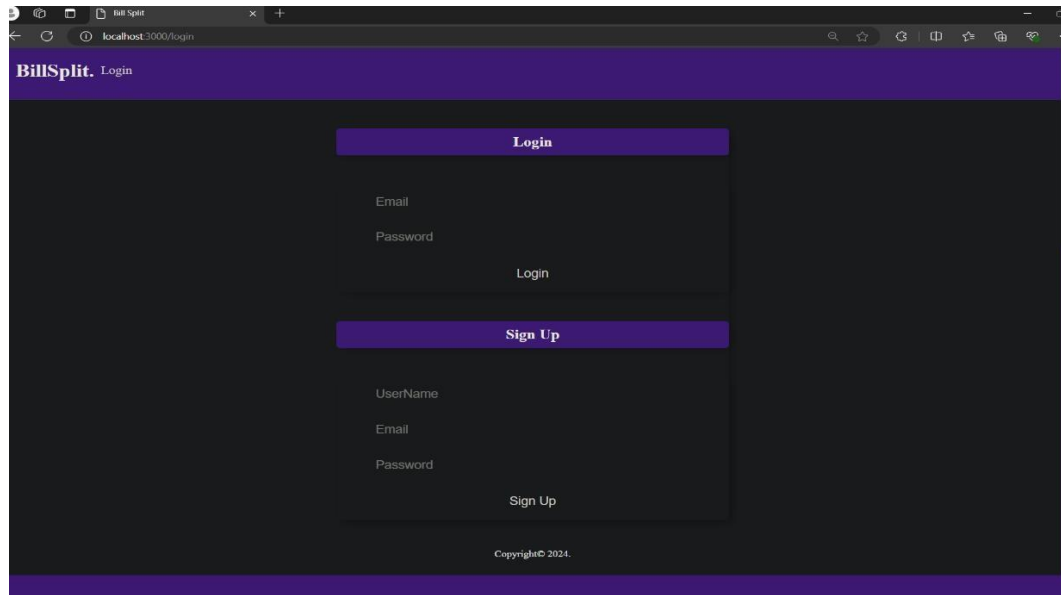 Bill Split
localhost:3000/login
BillSplit. Login
Login
Email
Password
Login
Sign Up
UserName
Email
Password
Sign Up
Copyright© 2024.